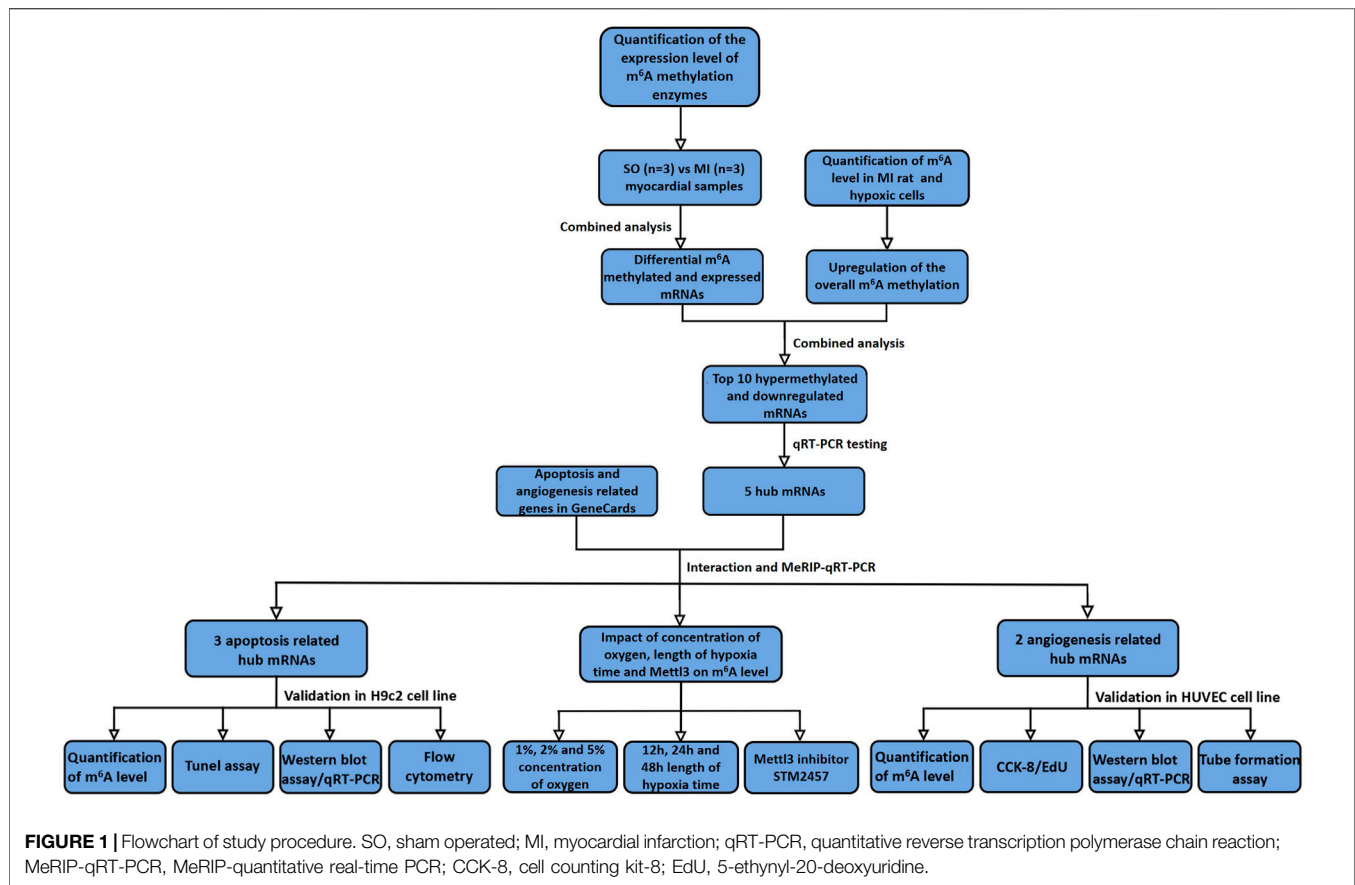 Quantification of the
expression level of
m⁶A methylation
enzymes
SO (n=3) vs MI (n=3)
myocardial samples
Quantification of m⁶A
level in MI rat and
hypoxic cells
Combined analysis
Differential m⁶A
methylated and expressed
mRNAs
Upregulation of the
overall m⁶A methylation
Combined analysis
Top 10 hypermethylated
and downregulated
mRNAs
qRT-PCR testing
Apoptosis and
angiogenesis related
genes in GeneCards
5 hub mRNAs
Interaction and MeRIP-qRT-PCR
3 apoptosis related
hub mRNAs
Impact of concentration of
oxygen, length of hypoxia
time and Mettl3 on m⁶A level
2 angiogenesis related
hub mRNAs
Validation in H9c2 cell line
Validation in HUVEC cell line
Quantification
of m⁶A level
Tunel assay
Western blot
assay/qRT-PCR
Flow
cytometry
1%, 2% and 5%
concentration
of oxygen
12h, 24h and
48h length of
hypoxia time
Mettl3 inhibitor
STM2457
Quantification
of m⁶A level
CCK-8/EdU
Western blot
assay/qRT-PCR
Tube formation
assay
FIGURE 1 | Flowchart of study procedure. SO, sham operated; MI, myocardial infarction; qRT-PCR, quantitative reverse transcription polymerase chain reaction;
MeRIP-qRT-PCR, MeRIP-quantitative real-time PCR; CCK-8, cell counting kit-8; EdU, 5-ethynyl-20-deoxyuridine.